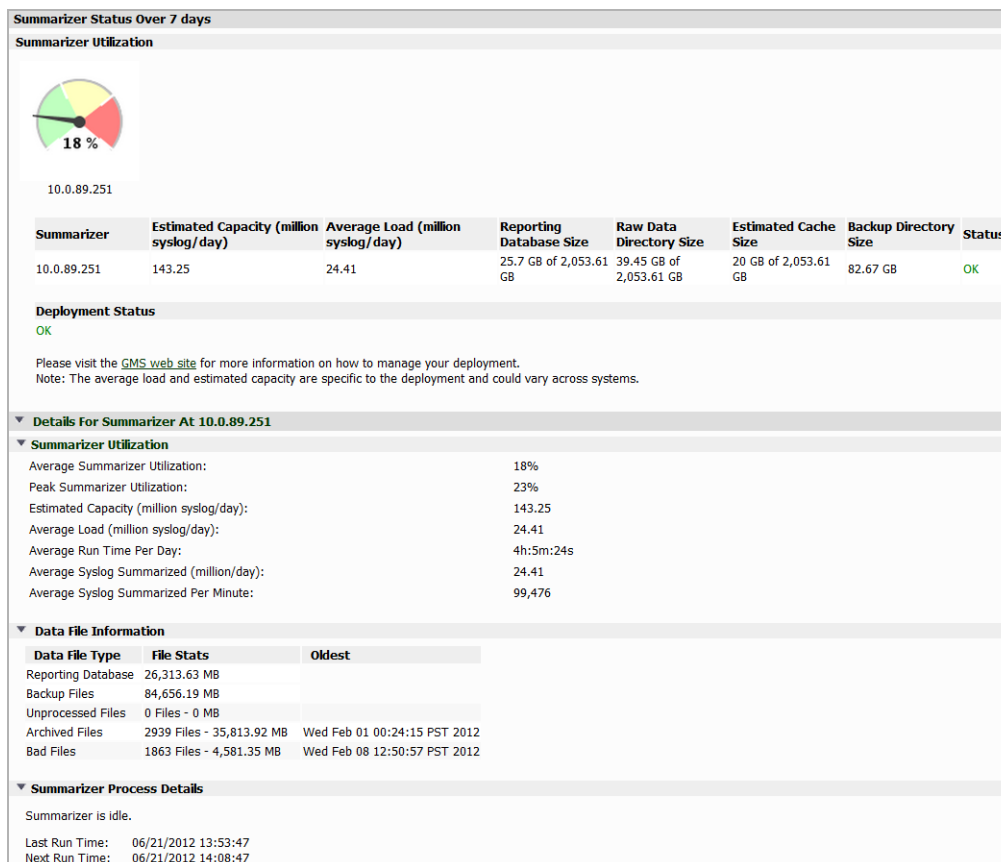 Summarizer Status Over 7 days
Summarizer Utilization
18 %
10.0.89.251
Summarizer Estimated Capacity (million syslog/day) Average Load (million syslog/day) Reporting Database Size Raw Data Directory Size Estimated Cache Size Backup Directory Size Status
10.0.89.251 143.25 24.41 25.7 GB of 2,053.61 GB 39.45 GB of 2,053.61 GB 20 GB of 2,053.61 GB 82.67 GB OK
Deployment Status
OK
Please visit the GMS web site for more information on how to manage your deployment.
Note: The average load and estimated capacity are specific to the deployment and could vary across systems.
Details For Summarizer At 10.0.89.251
Summarizer Utilization
Average Summarizer Utilization: 18%
Peak Summarizer Utilization: 23%
Estimated Capacity (million syslog/day): 143.25
Average Load (million syslog/day): 24.41
Average Run Time Per Day: 4h:5m:24s
Average Syslog Summarized (million/day): 24.41
Average Syslog Summarized Per Minute: 99,476
Data File Information
Data File Type File Stats Oldest
Reporting Database 26,313.63 MB
Backup Files 84,656.19 MB
Unprocessed Files 0 Files - 0 MB
Archived Files 2939 Files - 35,813.92 MB Wed Feb 01 00:24:15 PST 2012
Bad Files 1863 Files - 4,581.35 MB Wed Feb 08 12:50:57 PST 2012
Summarizer Process Details
Summarizer is idle.
Last Run Time: 06/21/2012 13:53:47
Next Run Time: 06/21/2012 14:08:47